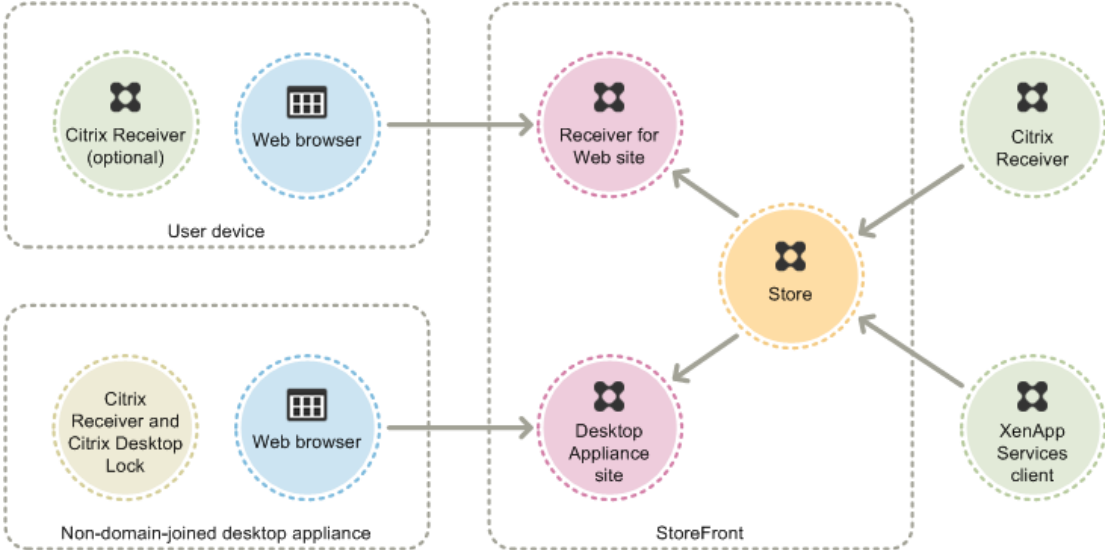 Citrix Receiver
(optional)
Web browser
User device
Receiver for
Web site
Citrix
Receiver
Store
Citrix
Receiver and
Citrix Desktop
Lock
Web browser
Non-domain-joined desktop appliance
Desktop
Appliance
site
StoreFront
XenApp
Services
client